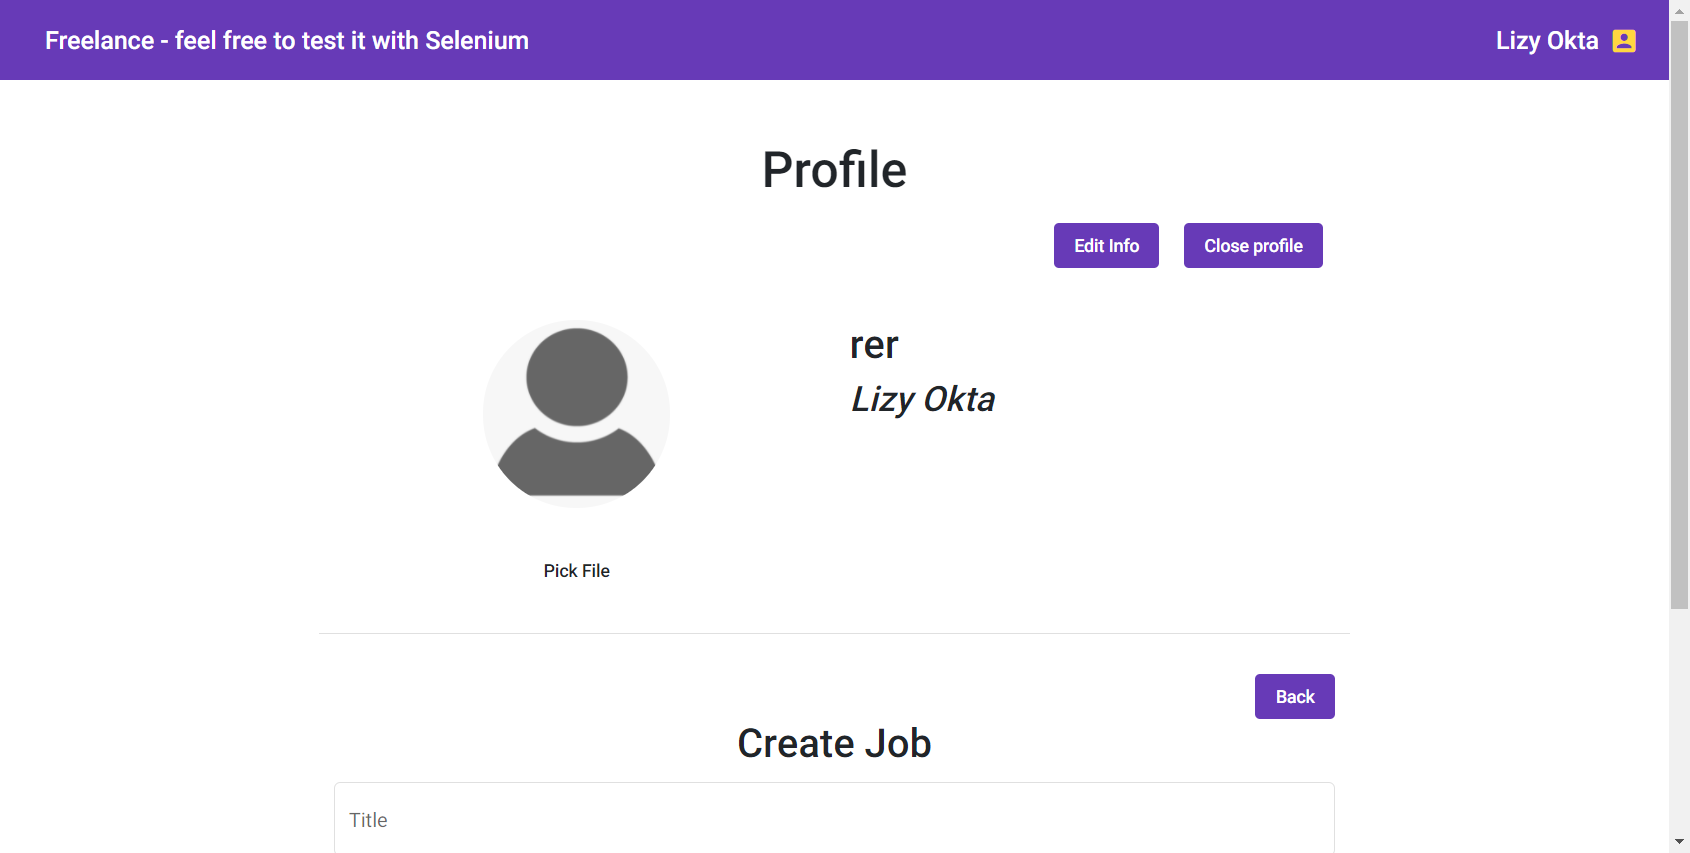 Freelance - feel free to test it with Selenium
Lizy Okta
Profile
Edit Info
Close profile
rer
Lizy Okta
Pick File
Back
Create Job
Title